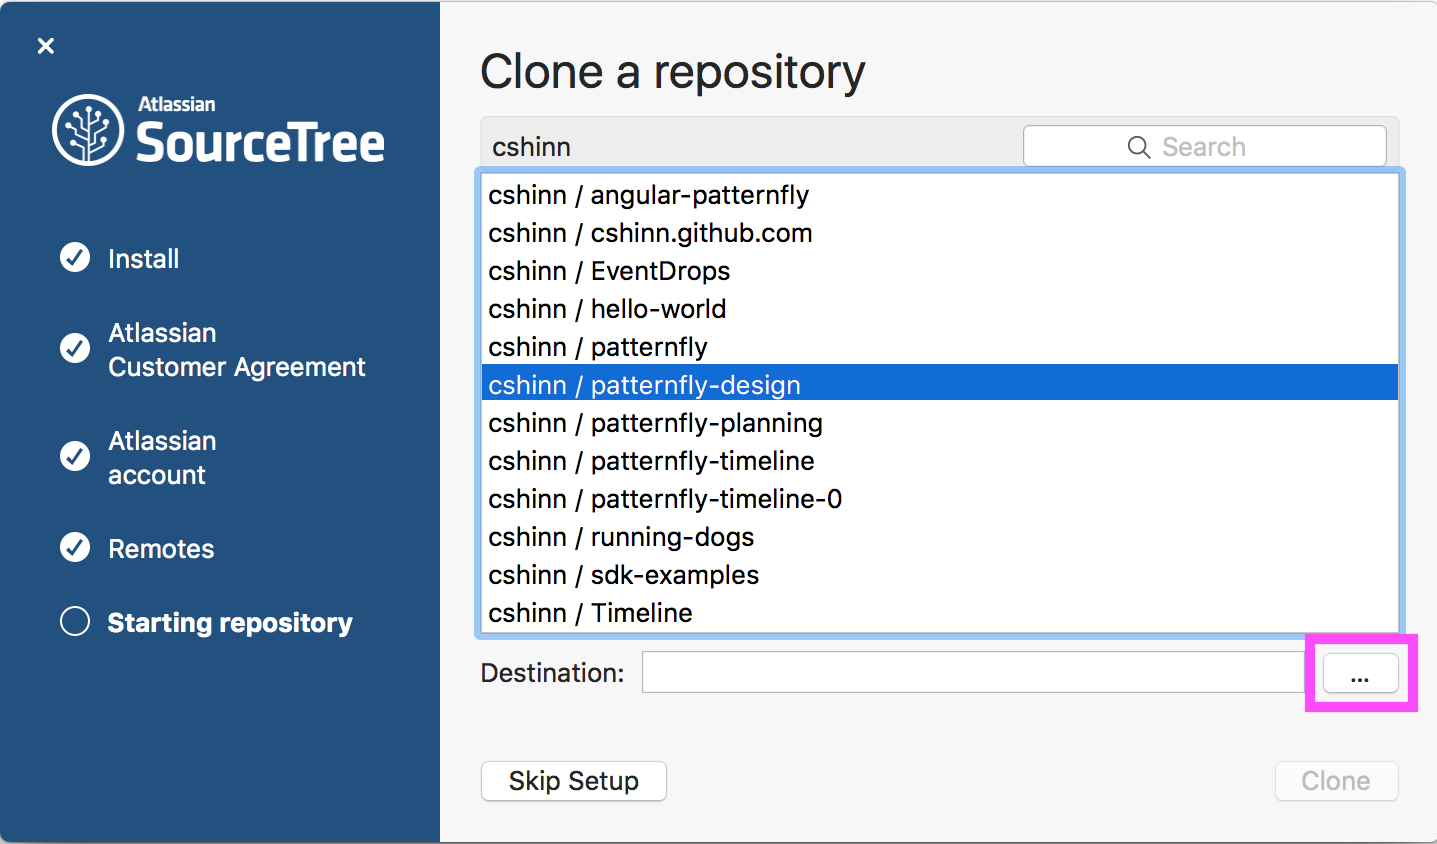 Atlassian
SourceTree
Install
Atlassian
Customer Agreement
Atlassian
account
Remotes
Starting repository
Clone a repository
cshinn
Search
cshinn / angular-patternfly
cshinn / cshinn.github.com
cshinn / EventDrops
cshinn / hello-world
cshinn / patternfly
cshinn / patternfly-design
cshinn / patternfly-planning
cshinn / patternfly-timeline
cshinn / patternfly-timeline-0
cshinn / running-dogs
cshinn / sdk-examples
cshinn / Timeline
Destination:
...
Skip Setup
Clone